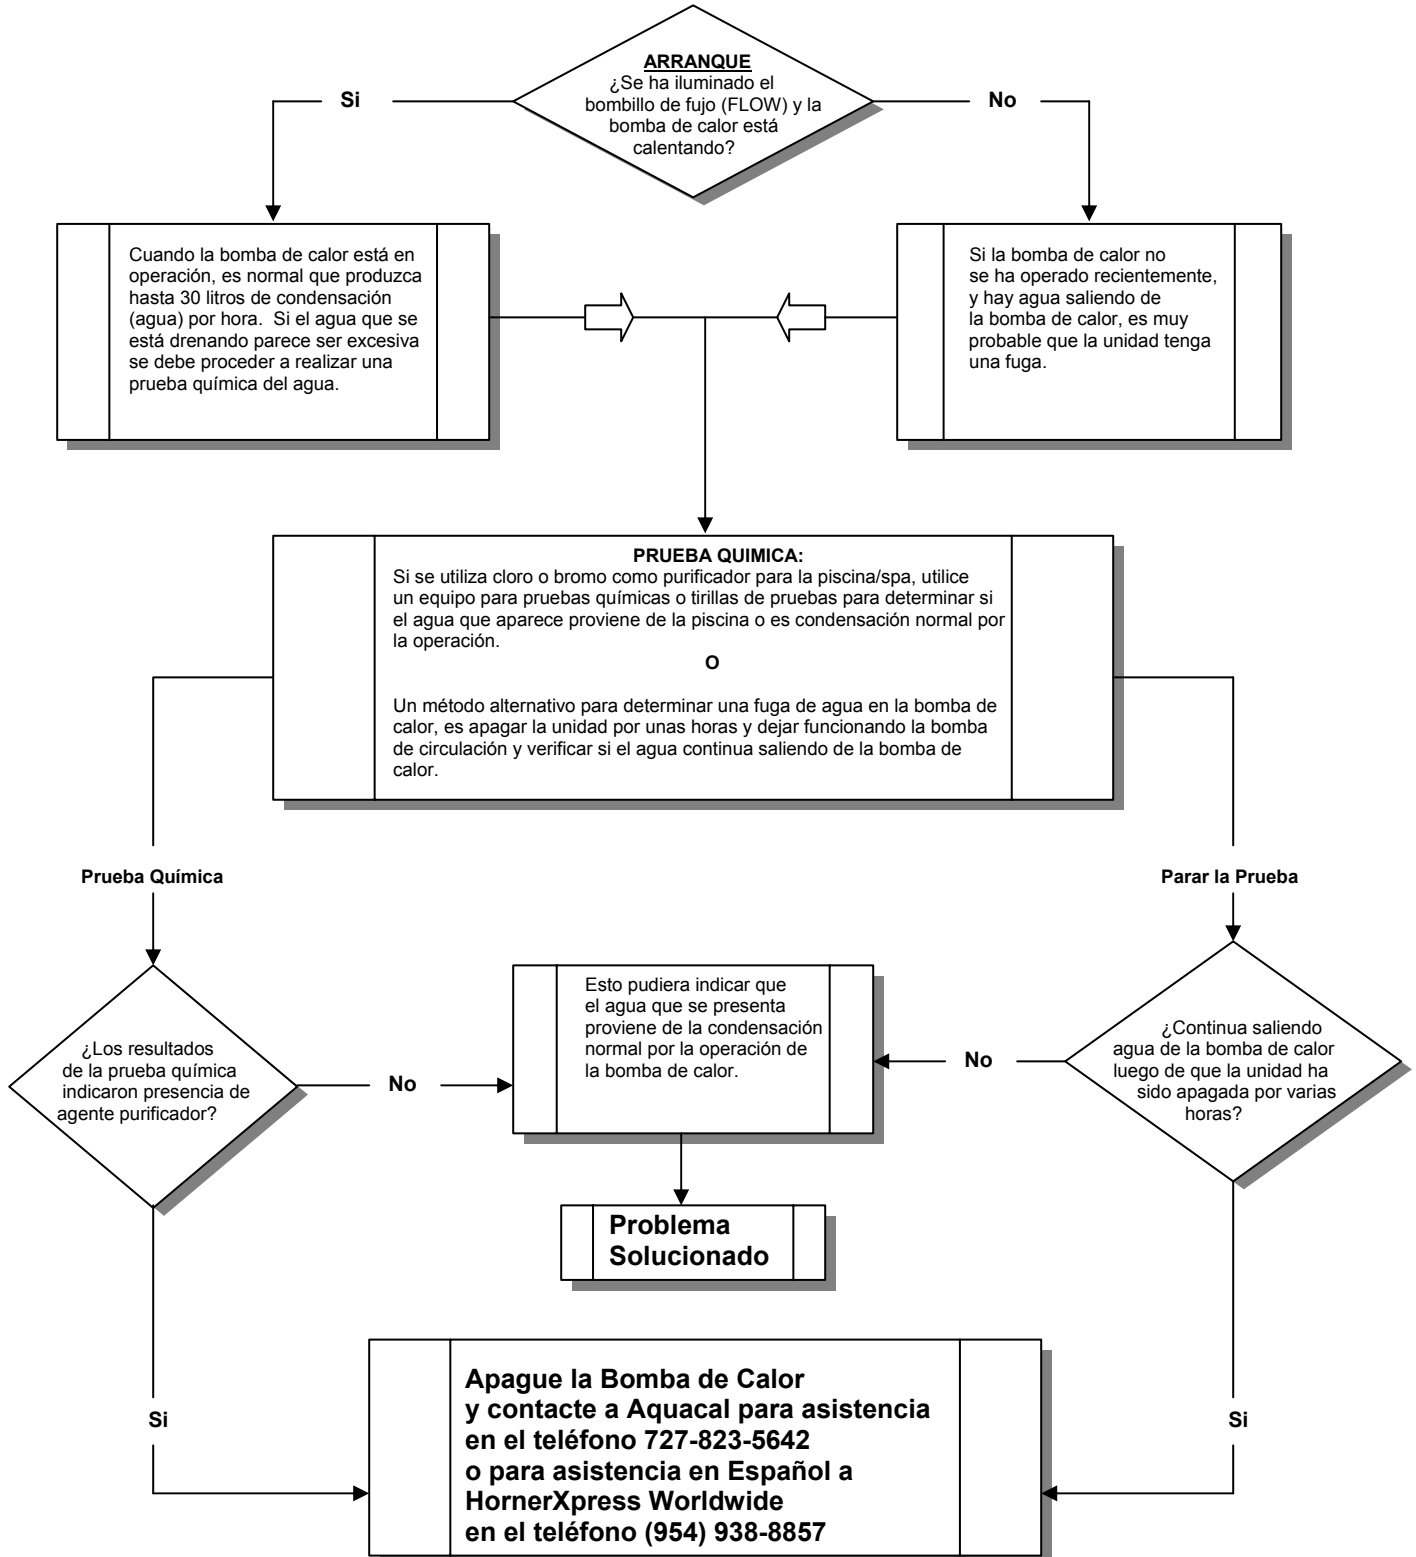 ARRANQUE
¿Se ha iluminado el
bombillo de fujo (FLOW) y la
bomba de calor está
calentando?
Si
No
Cuando la bomba de calor está en
operación, es normal que produzca
hasta 30 litros de condensación
(agua) por hora.  Si el agua que se
está drenando parece ser excesiva
se debe proceder a realizar una
prueba química del agua.
Si la bomba de calor no
se ha operado recientemente,
y hay agua saliendo de
la bomba de calor, es muy
probable que la unidad tenga
una fuga.
PRUEBA QUIMICA:
Si se utiliza cloro o bromo como purificador para la piscina/spa, utilice
un equipo para pruebas químicas o tirillas de pruebas para determinar si
el agua que aparece proviene de la piscina o es condensación normal por
la operación.
O
Un método alternativo para determinar una fuga de agua en la bomba de
calor, es apagar la unidad por unas horas y dejar funcionando la bomba
de circulación y verificar si el agua continua saliendo de la bomba de
calor.
Prueba Química
Parar la Prueba
¿Los resultados
de la prueba química
indicaron presencia de
agente purificador?
No
Esto pudiera indicar que
el agua que se presenta
proviene de la condensación
normal por la operación de
la bomba de calor.
No
¿Continua saliendo
agua de la bomba de calor
luego de que la unidad ha
sido apagada por varias
horas?
Problema
Solucionado
Si
Si
Apague la Bomba de Calor
y contacte a Aquacal para asistencia
en el teléfono 727-823-5642
o para asistencia en Español a
HornerXpress Worldwide
en el teléfono (954) 938-8857